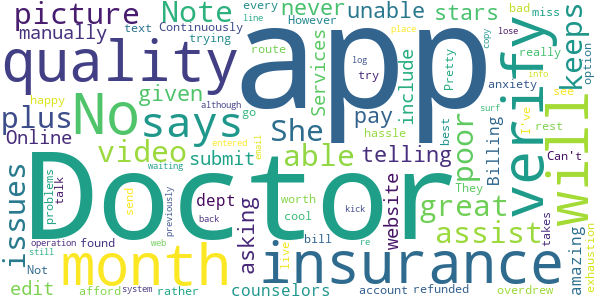 picture
Note
never
However
every
line
unable
stars
bad
miss
keeps
manually
text
Continuously
trying
route
Pretty
copy
place
lose
option
quality
app
verify
will
No
says
given
Services
go
try
log
include
really
info
plus
Online
happy
She
pay
hassle
poor
Billing
anxiety
see
I've
although
video
submit
able
telling
best
surf
rest
Can't
entered
email
They
issues
problems
talk
waiting
dept
asking
worth
cool
website
great
takes
amazing
exhaustion
Doctor
send
previously
back
live
kick
assist
Not
operation
found
month
insurance
still
web
bill
re
edit
afford
system
rather
counselors
account
refunded
overdrew